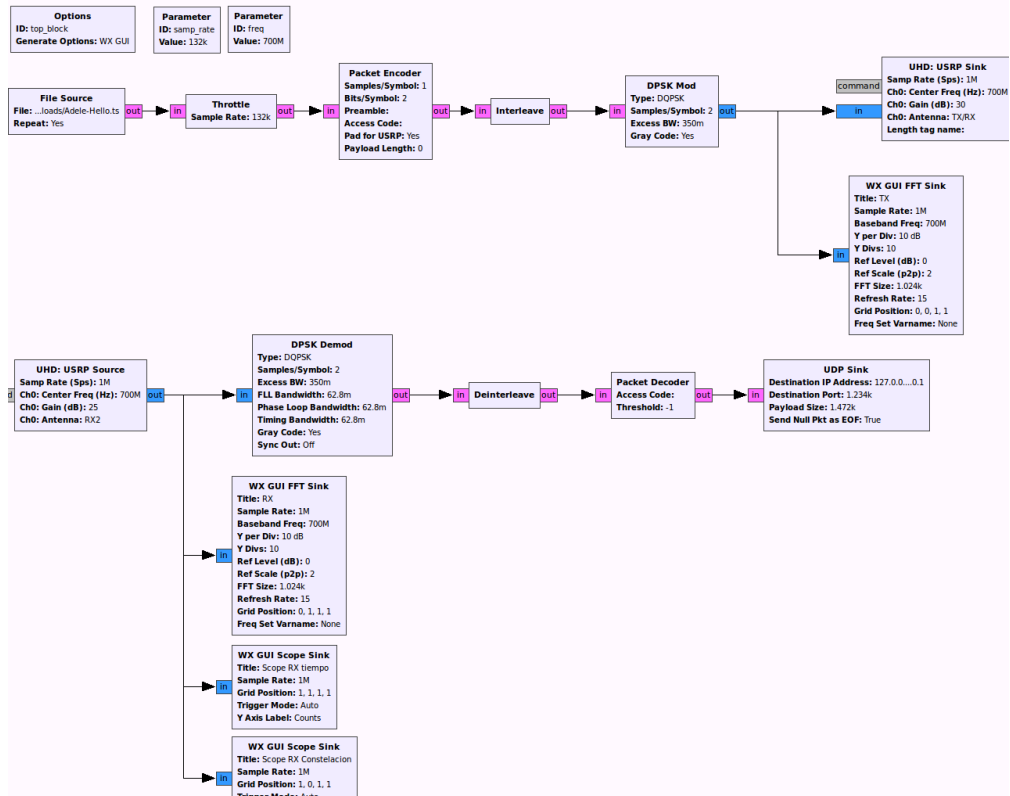 Options
ID: top_block
Generate Options: WX GUI
Parameter
ID: samp_rate
Value: 132k
Parameter
ID: freq
Value: 700M
File Source
File: ...loads/Adele-Hello.ts
Repeat: Yes
out
in
Throttle
Sample Rate: 132k
out
in
Packet Encoder
Samples/Symbol: 1
Bits/Symbol: 2
Preamble:
Access Code:
Pad for USRP: Yes
Payload Length: 0
out
in
Interleave
out
in
DPSK Mod
Type: DQPSK
Samples/Symbol: 2
Excess BW: 350m
Gray Code: Yes
out
command
in
UHD: USRP Sink
Samp Rate (Sps): 1M
Ch0: Center Freq (Hz): 700M
Ch0: Gain (dB): 30
Ch0: Antenna: TX/RX
Length tag name:
in
WX GUI FFT Sink
Title: TX
Sample Rate: 1M
Baseband Freq: 700M
Y per Div: 10 dB
Y Divs: 10
Ref Level (dB): 0
Ref Scale (p2p): 2
FFT Size: 1.024k
Refresh Rate: 15
Grid Position: 0, 0, 1, 1
Freq Set Varname: None
d
UHD: USRP Source
Samp Rate (Sps): 1M
Ch0: Center Freq (Hz): 700M
Ch0: Gain (dB): 25
Ch0: Antenna: RX2
out
in
DPSK Demod
Type: DQPSK
Samples/Symbol: 2
Excess BW: 350m
FLL Bandwidth: 62.8m
Phase Loop Bandwidth: 62.8m
Timing Bandwidth: 62.8m
Gray Code: Yes
Sync Out: Off
out
in
Deinterleave
out
in
Packet Decoder
Access Code:
Threshold: -1
out
in
UDP Sink
Destination IP Address: 127.0.0....0.1
Destination Port: 1.234k
Payload Size: 1.472k
Send Null Pkt as EOF: True
in
WX GUI FFT Sink
Title: RX
Sample Rate: 1M
Baseband Freq: 700M
Y per Div: 10 dB
Y Divs: 10
Ref Level (dB): 0
Ref Scale (p2p): 2
FFT Size: 1.024k
Refresh Rate: 15
Grid Position: 0, 1, 1, 1
Freq Set Varname: None
in
WX GUI Scope Sink
Title: Scope RX tiempo
Sample Rate: 1M
Grid Position: 1, 1, 1, 1
Trigger Mode: Auto
Y Axis Label: Counts
in
WX GUI Scope Sink
Title: Scope RX Constelacion
Sample Rate: 1M
Grid Position: 1, 0, 1, 1
Trigger Mode: Auto